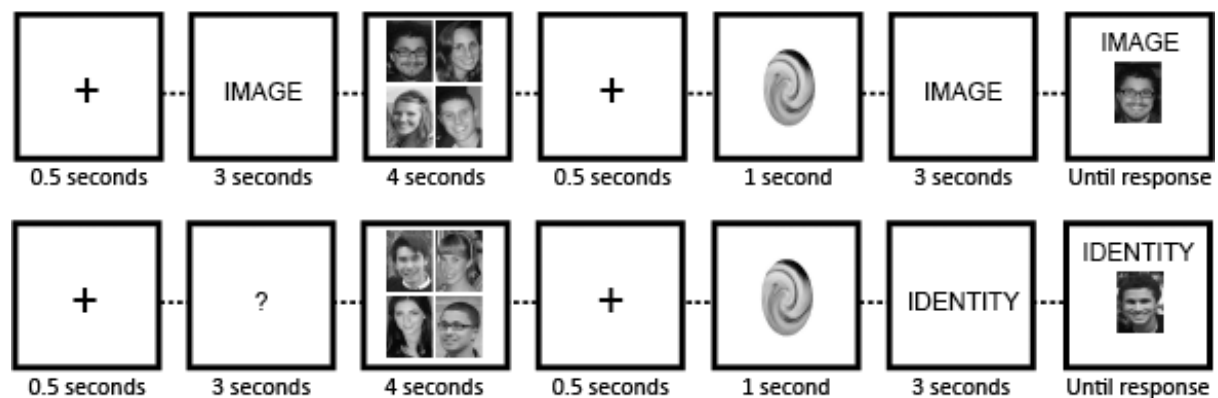 + IMAGE + IMAGE IMAGE
0.5 seconds 3 seconds 4 seconds 0.5 seconds 1 second 3 seconds Until response
+ ? + IDENTITY IDENTITY
0.5 seconds 3 seconds 4 seconds 0.5 seconds 1 second 3 seconds Until response